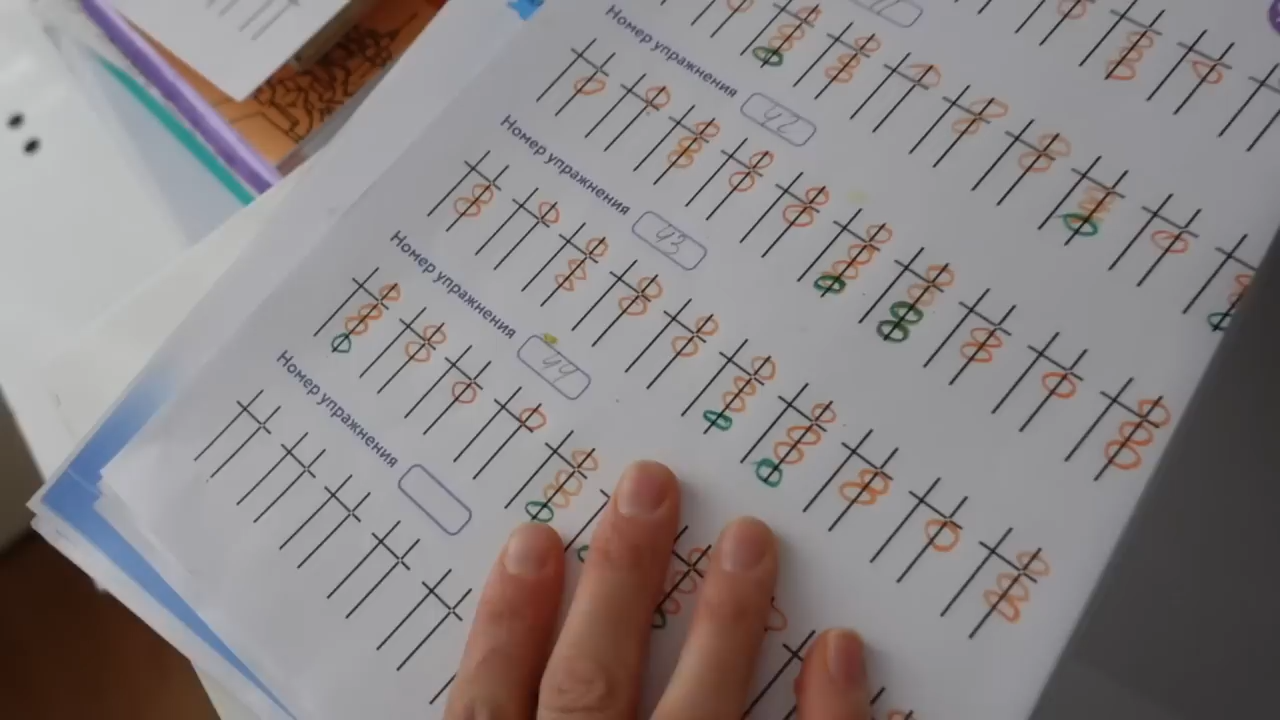 Номер упражнения 42
Номер упражнения 43
Номер упражнения 44
Номер упражнения